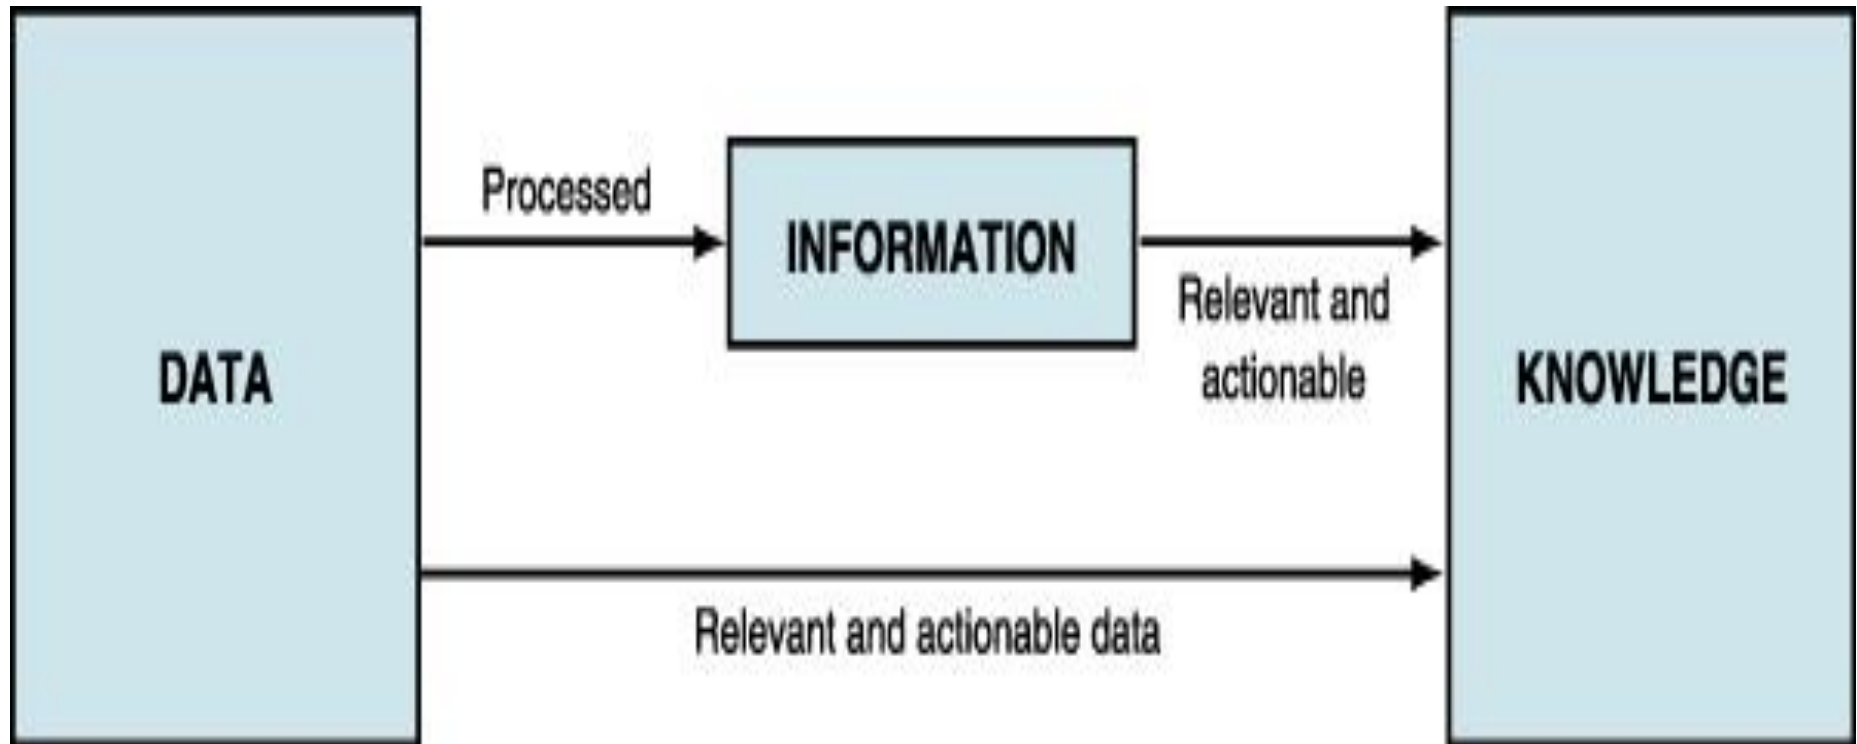 Processed
INFORMATION
Relevant and
actionable
DATA
KNOWLEDGE
Relevant and actionable data